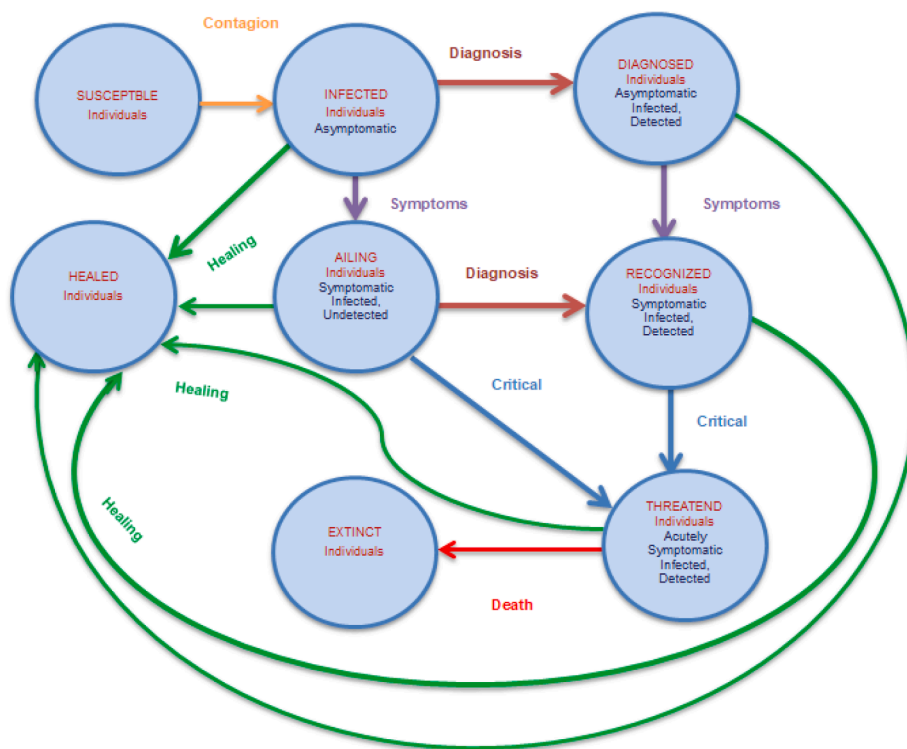 Contagion
SUSCEPTBLE
Individuals
INFECTED
Individuals
Asymptomatic
Diagnosis
DIAGNOSED
Individuals
Asymptomatic
Infected,
Detected
Symptoms
Symptoms
Healing
HEALED
Individuals
AILING
Individuals
Symptomatic
Infected,
Undetected
Diagnosis
RECOGNIZED
Individuals
Symptomatic
Infected,
Detected
Healing
Critical
Critical
Healing
EXTINCT
Individuals
THREATEND
Individuals
Acutely
Symptomatic
Infected,
Detected
Death